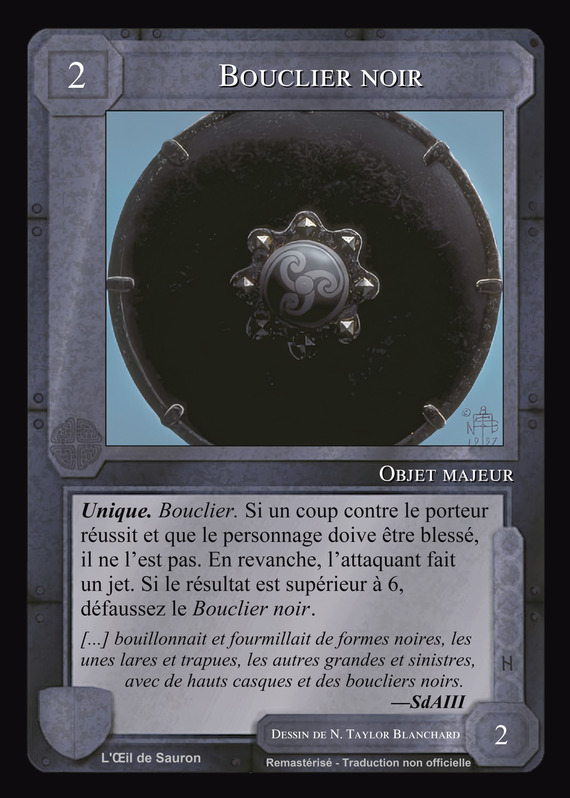 2
BOUCLIER NOIR
© N B
1997
OBJET MAJEUR
Unique. Bouclier. Si un coup contre le porteur
réussit et que le personnage doive être blessé,
il ne l'est pas. En revanche, l'attaquant fait
un jet. Si le résultat est supérieur à 6,
défaussez le Bouclier noir.
[...] bouillonnait et fourmillait de formes noires, les
unes lares et trapues, les autres grandes et sinistres,
avec de hauts casques et des boucliers noirs.
—SdAIII
DESSIN DE N. TAYLOR BLANCHARD
2
L'Œil de Sauron
Remastérisé - Traduction non officielle